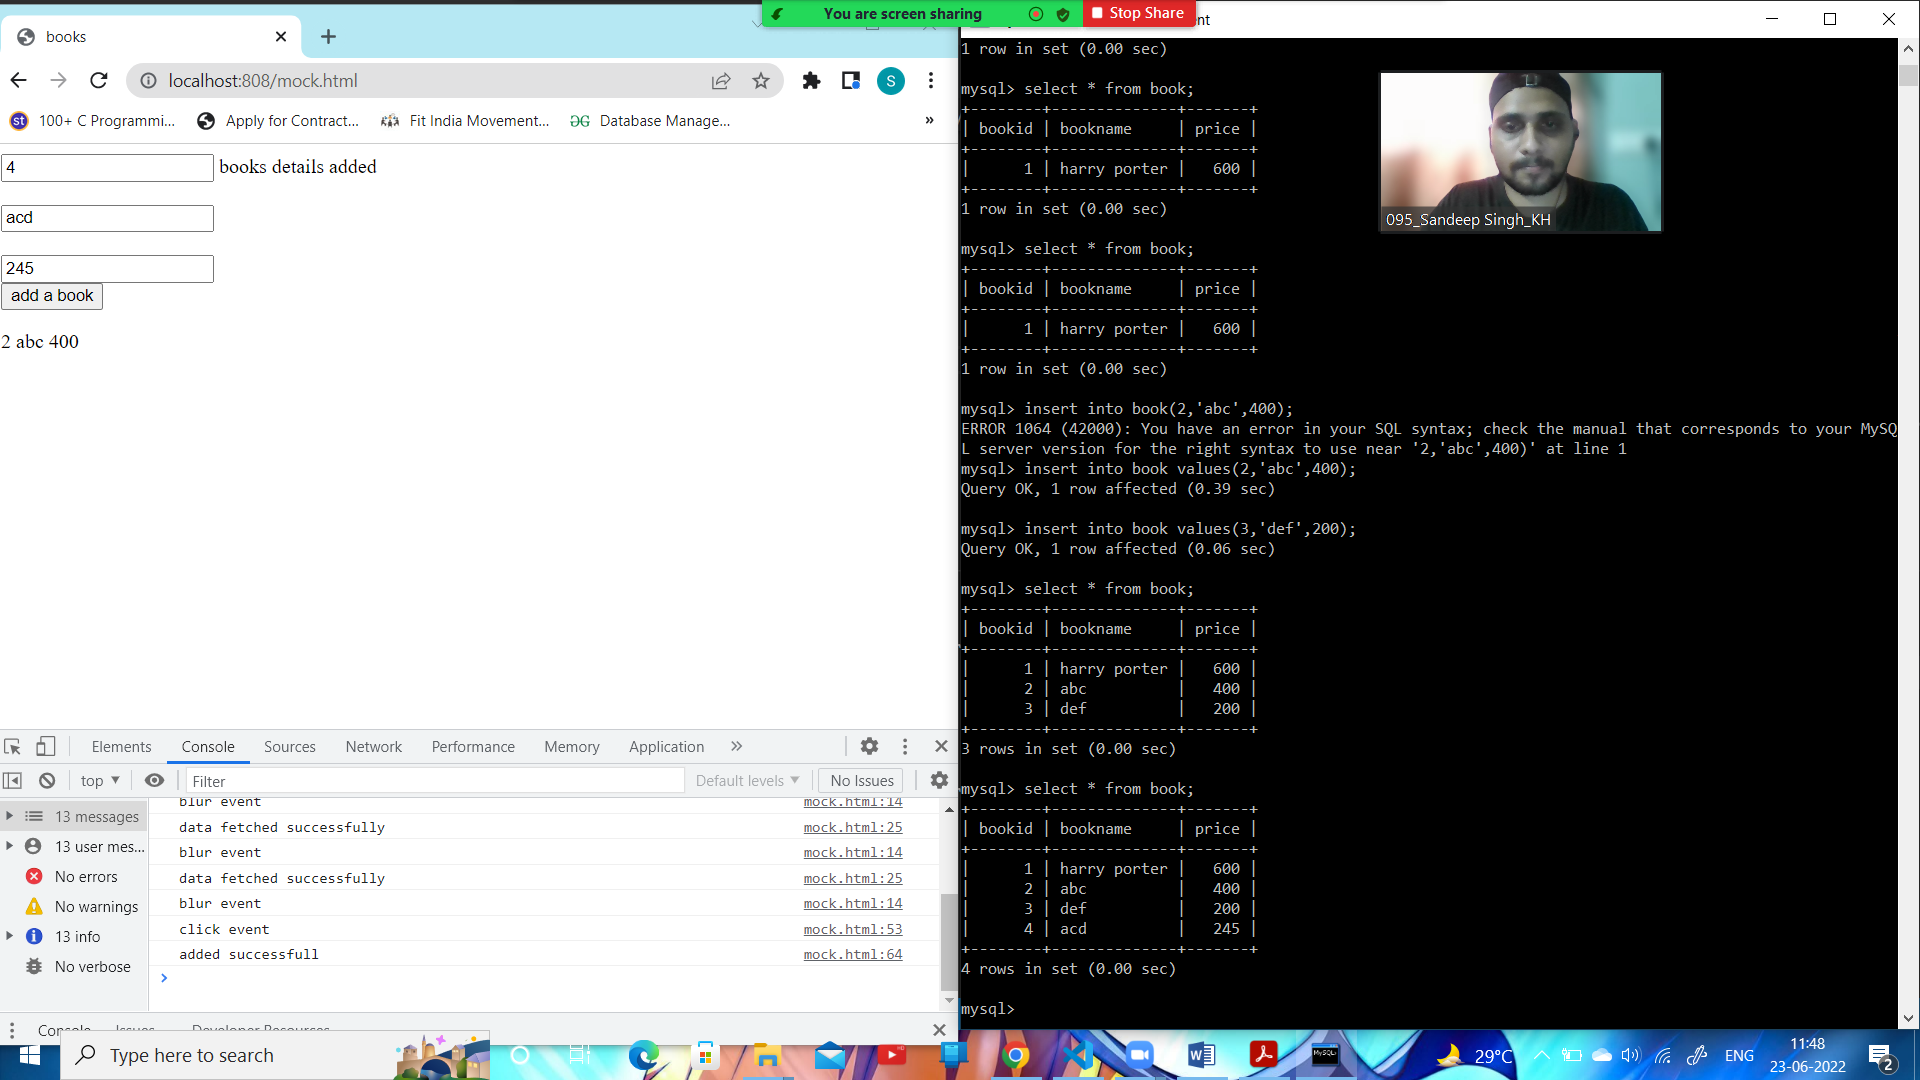 You are screen sharing
Stop Share
books
localhost:808/mock.html
S
100+ C Programmi...
Apply for Contract...
Fit India Movement...
Database Manage...
»
4
books details added
acd
245
add a book
2 abc 400
Elements
Console
Sources
Network
Performance
Memory
Application
top
Filter
Default levels
No Issues
13 messages
13 user mes...
No errors
No warnings
13 info
No verbose
blur event mock.html:14
data fetched successfully mock.html:25
blur event mock.html:14
data fetched successfully mock.html:25
blur event mock.html:14
click event mock.html:53
added successfull mock.html:64
Console
Issues
Developer Resources
1 row in set (0.00 sec)
mysql> select * from book;
+--------+--------------+-------+
| bookid | bookname     | price |
+--------+--------------+-------+
|      1 | harry porter |   600 |
+--------+--------------+-------+
1 row in set (0.00 sec)
mysql> select * from book;
+--------+--------------+-------+
| bookid | bookname     | price |
+--------+--------------+-------+
|      1 | harry porter |   600 |
+--------+--------------+-------+
1 row in set (0.00 sec)
mysql> insert into book(2,'abc',400);
ERROR 1064 (42000): You have an error in your SQL syntax; check the manual that corresponds to your MySQ
L server version for the right syntax to use near '2,'abc',400)' at line 1
mysql> insert into book values(2,'abc',400);
Query OK, 1 row affected (0.39 sec)
mysql> insert into book values(3,'def',200);
Query OK, 1 row affected (0.06 sec)
mysql> select * from book;
+--------+--------------+-------+
| bookid | bookname     | price |
+--------+--------------+-------+
|      1 | harry porter |   600 |
|      2 | abc          |   400 |
|      3 | def          |   200 |
+--------+--------------+-------+
3 rows in set (0.00 sec)
mysql> select * from book;
+--------+--------------+-------+
| bookid | bookname     | price |
+--------+--------------+-------+
|      1 | harry porter |   600 |
|      2 | abc          |   400 |
|      3 | def          |   200 |
|      4 | acd          |   245 |
+--------+--------------+-------+
4 rows in set (0.00 sec)
mysql>
095_Sandeep Singh_KH
Type here to search
29°C
ENG
11:48
23-06-2022
2